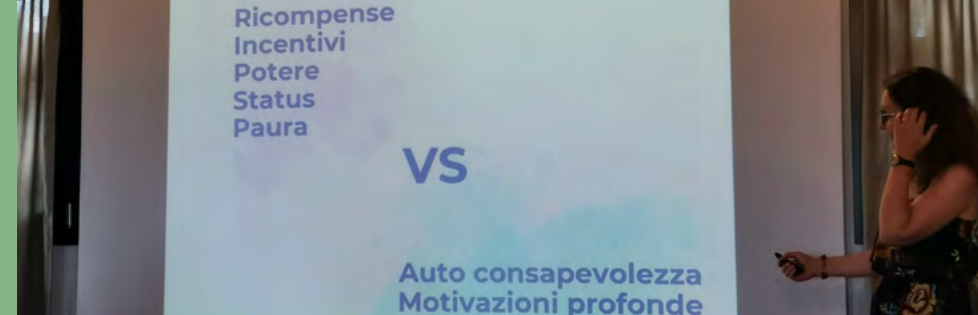 Ricompense
Incentivi
Potere
Status
Paura
VS
Auto consapevolezza
Motivazioni profonde